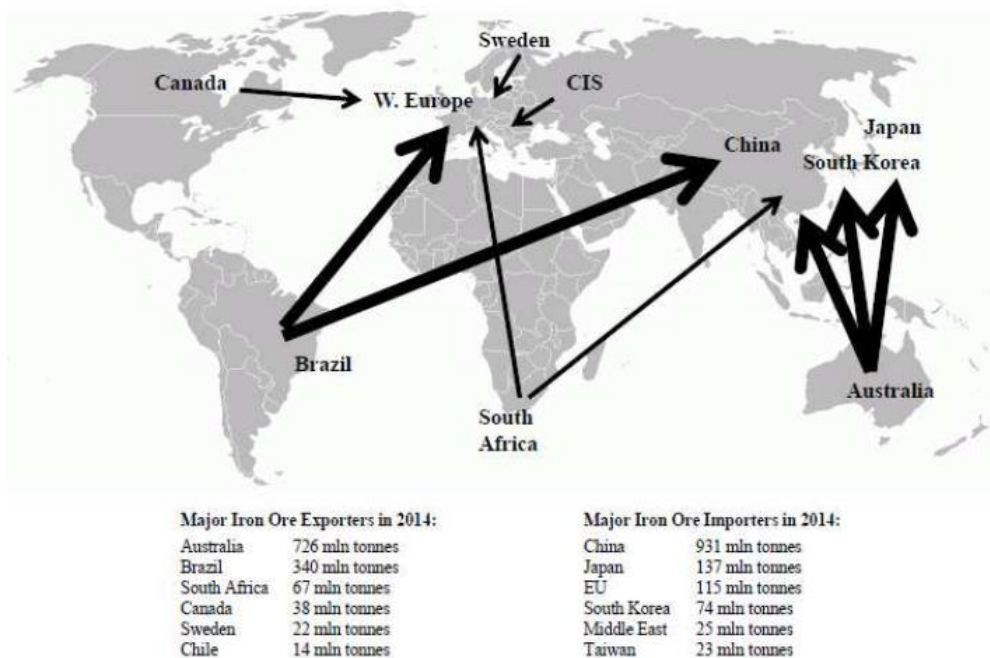 Sweden
Canada
CIS
W. Europe
Japan
China
South Korea
Brazil
Australia
South
Africa
Major Iron Ore Exporters in 2014:
Australia 726 mln tonnes
Brazil 340 mln tonnes
South Africa 67 mln tonnes
Canada 38 mln tonnes
Sweden 22 mln tonnes
Chile 14 mln tonnes
Major Iron Ore Importers in 2014:
China 931 mln tonnes
Japan 137 mln tonnes
EU 115 mln tonnes
South Korea 74 mln tonnes
Middle East 25 mln tonnes
Taiwan 23 mln tonnes